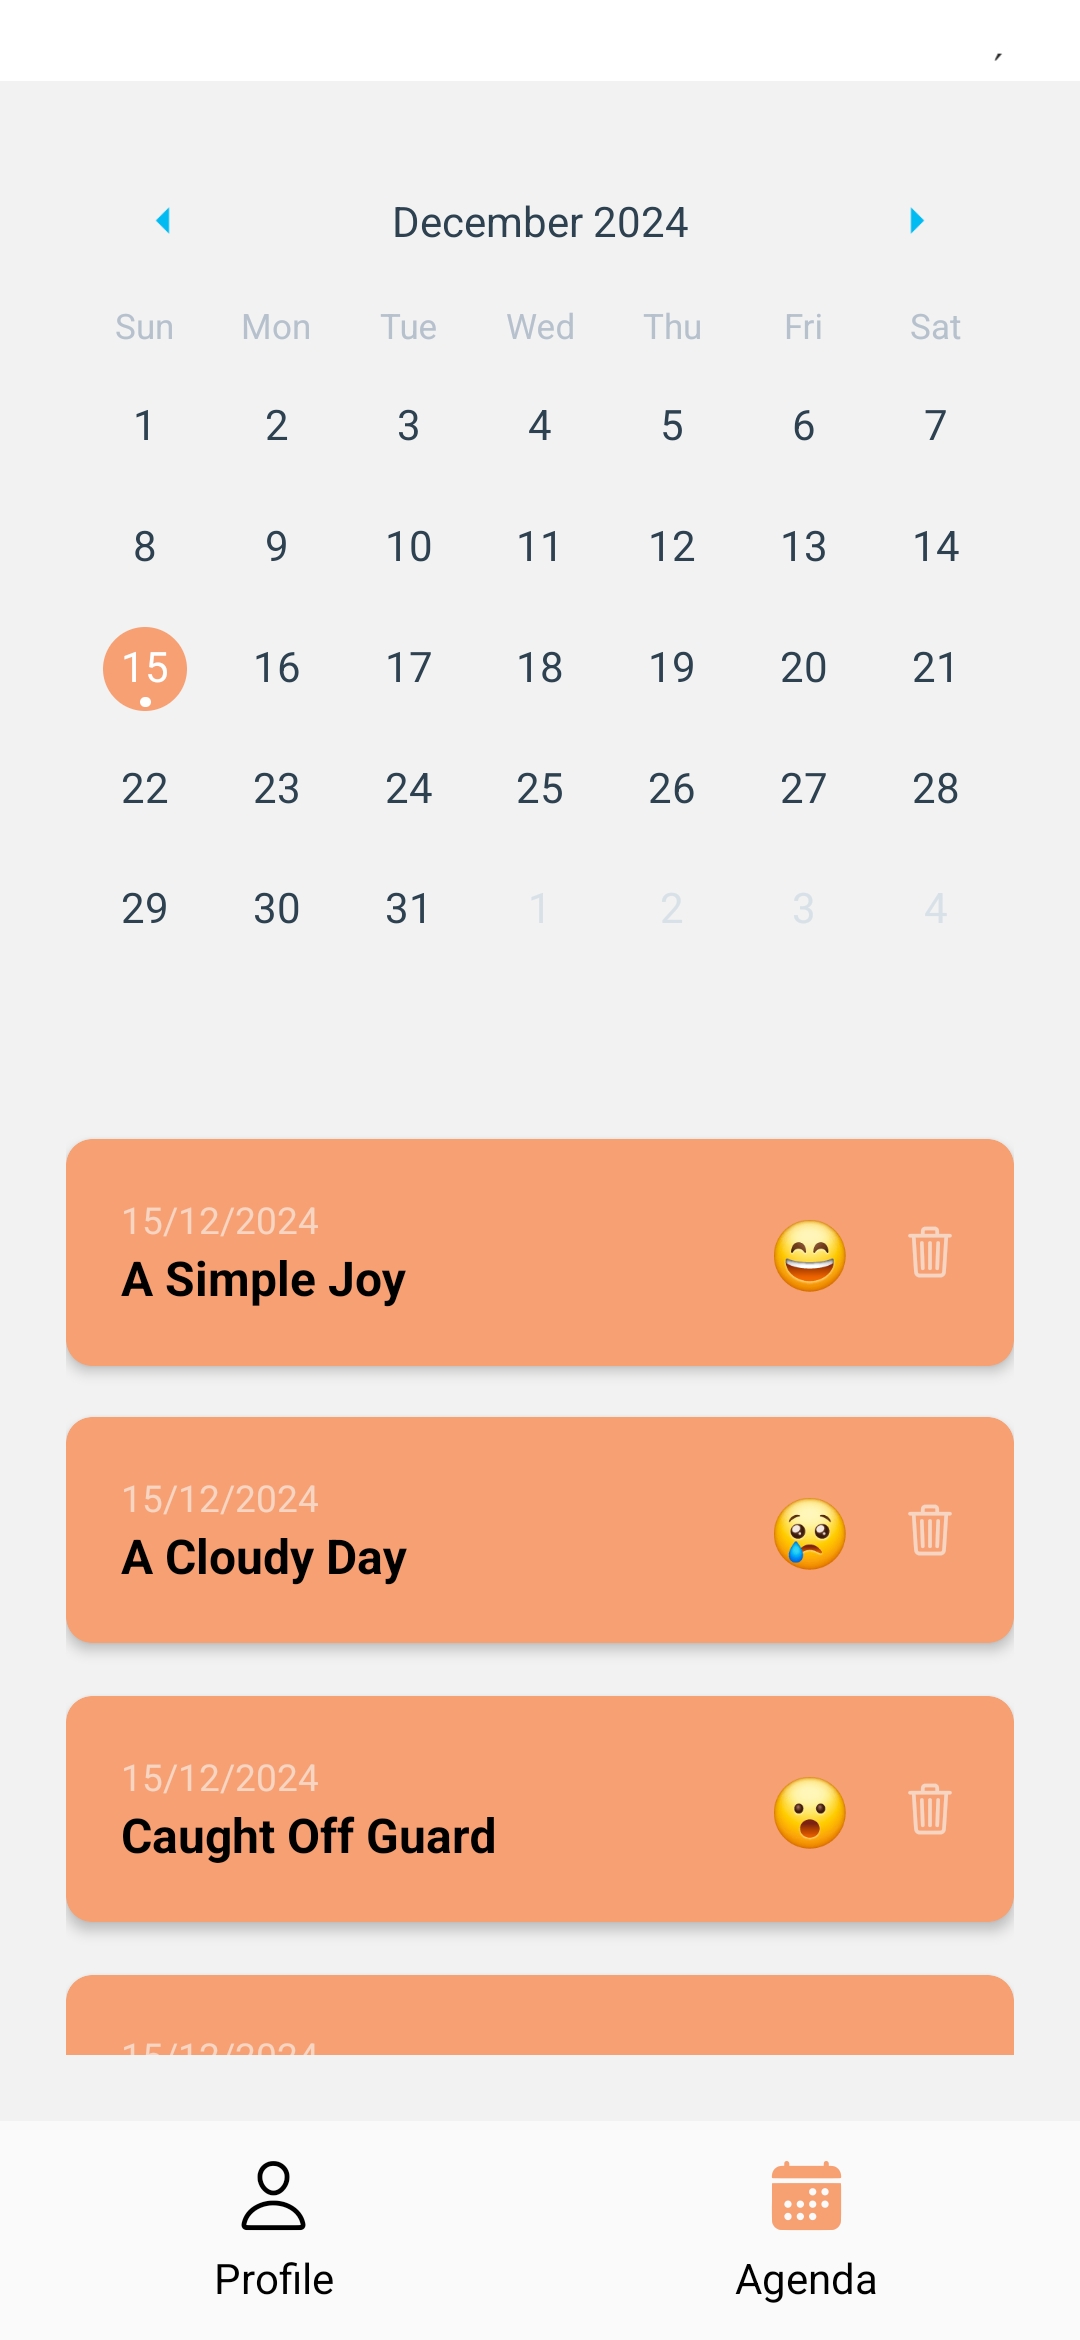 December 2024
Sun Mon Tue Wed Thu Fri Sat
1 2 3 4 5 6 7
8 9 10 11 12 13 14
15 16 17 18 19 20 21
22 23 24 25 26 27 28
29 30 31 1 2 3 4
15/12/2024
A Simple Joy
15/12/2024
A Cloudy Day
15/12/2024
Caught Off Guard
15/12/2024
Profile Agenda